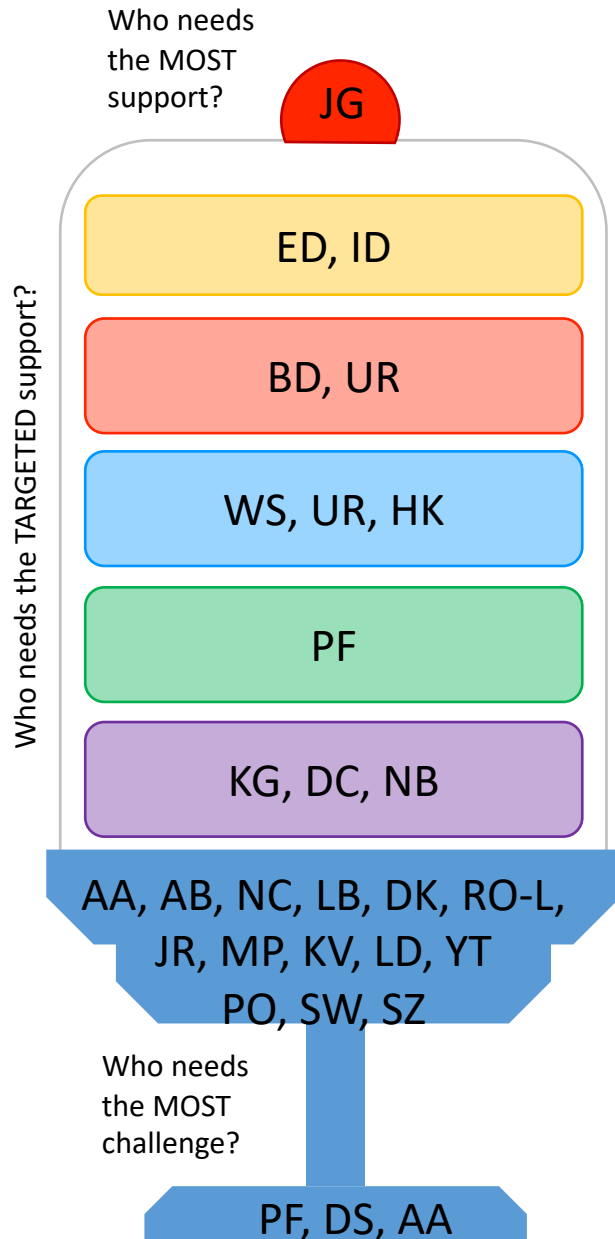 Who needs
the MOST
support?
JG
Who needs the TARGETED support?
ED, ID
BD, UR
WS, UR, HK
PF
KG, DC, NB
AA, AB, NC, LB, DK, RO-L,
JR, MP, KV, LD, YT
PO, SW, SZ
Who needs
the MOST
challenge?
PF, DS, AA